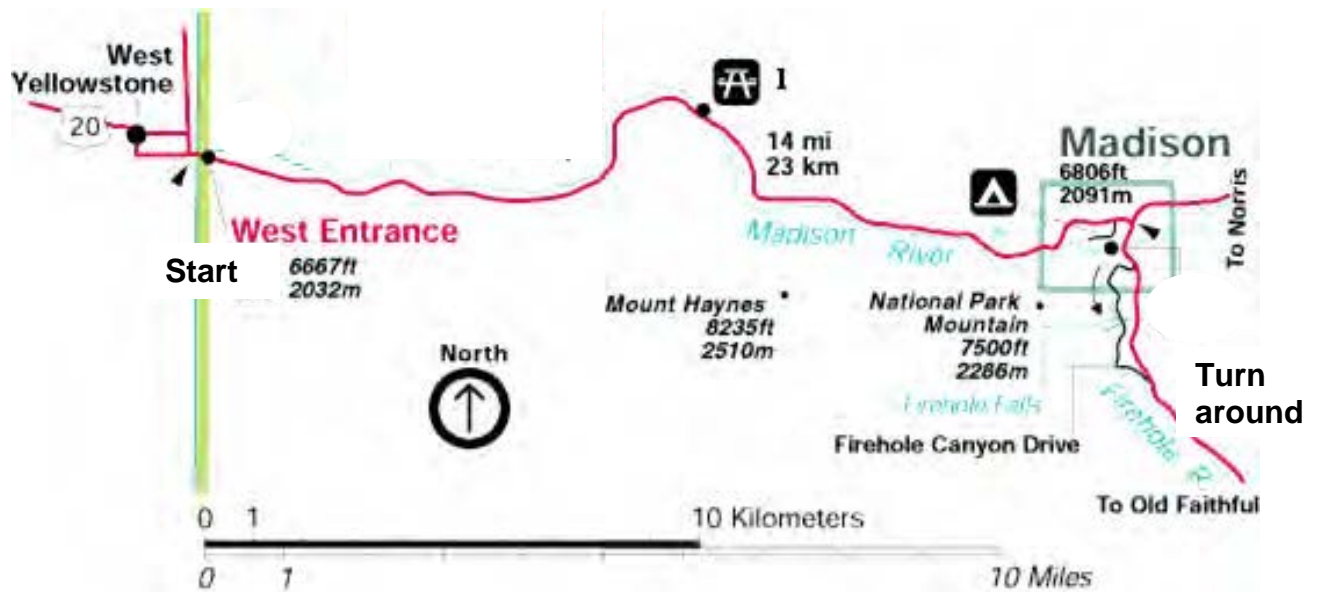 West
Yellowstone
20
1
14 mi
23 km
Madison
6806ft
2091m
To Norris
West Entrance
Start
6667ft
2032m
Madison
River
Mount Haynes
8235ft
2510m
National Park
Mountain
7500ft
2286m
North
Turn
around
Firehole Falls
Firehole R
Firehole Canyon Drive
To Old Faithful
0 1 10 Kilometers
0 1 10 Miles